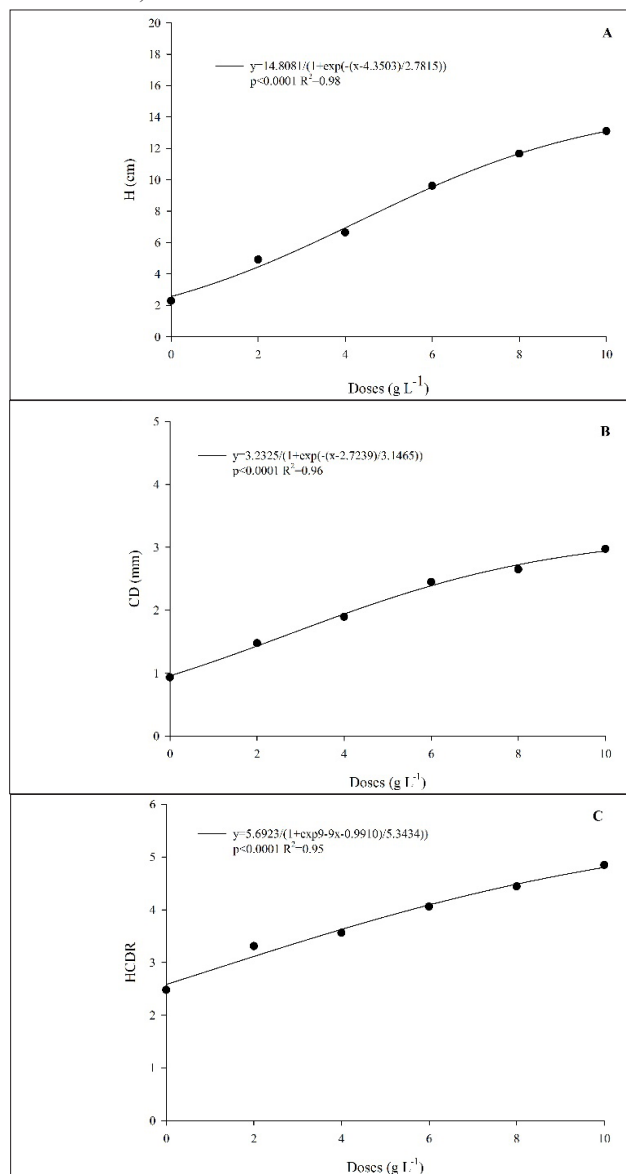 20
18
16
14
12
10
8
6
4
2
0
H (cm)
A
y=14.8081/(1+exp(-(x-4.3503)/2.7815))
p<0.0001 R²=0.98
0 2 4 6 8 10
Doses (g L⁻¹)
5
4
3
2
1
0
CD (mm)
B
y=3.2325/(1+exp(-(x-2.7239)/3.1465))
p<0.0001 R²=0.96
0 2 4 6 8 10
Doses (g L⁻¹)
6
5
4
3
2
1
0
HCDR
C
y=5.6923/(1+exp9-9x-0.9910)/5.3434))
p<0.0001 R²=0.95
0 2 4 6 8 10
Doses (g L⁻¹)